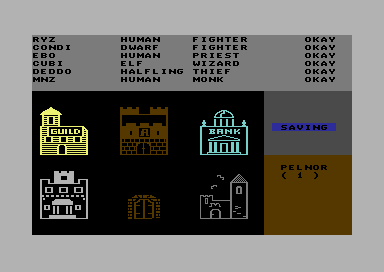 RYZ HUMAN FIGHTER OKAY
CONDI DWARF FIGHTER OKAY
EBO HUMAN PRIEST OKAY
CUBI ELF WIZARD OKAY
DEDDO HALFLING THIEF OKAY
MNZ HUMAN MONK OKAY
GUILD A BANK
SAVING
PELNOR
( 1 )